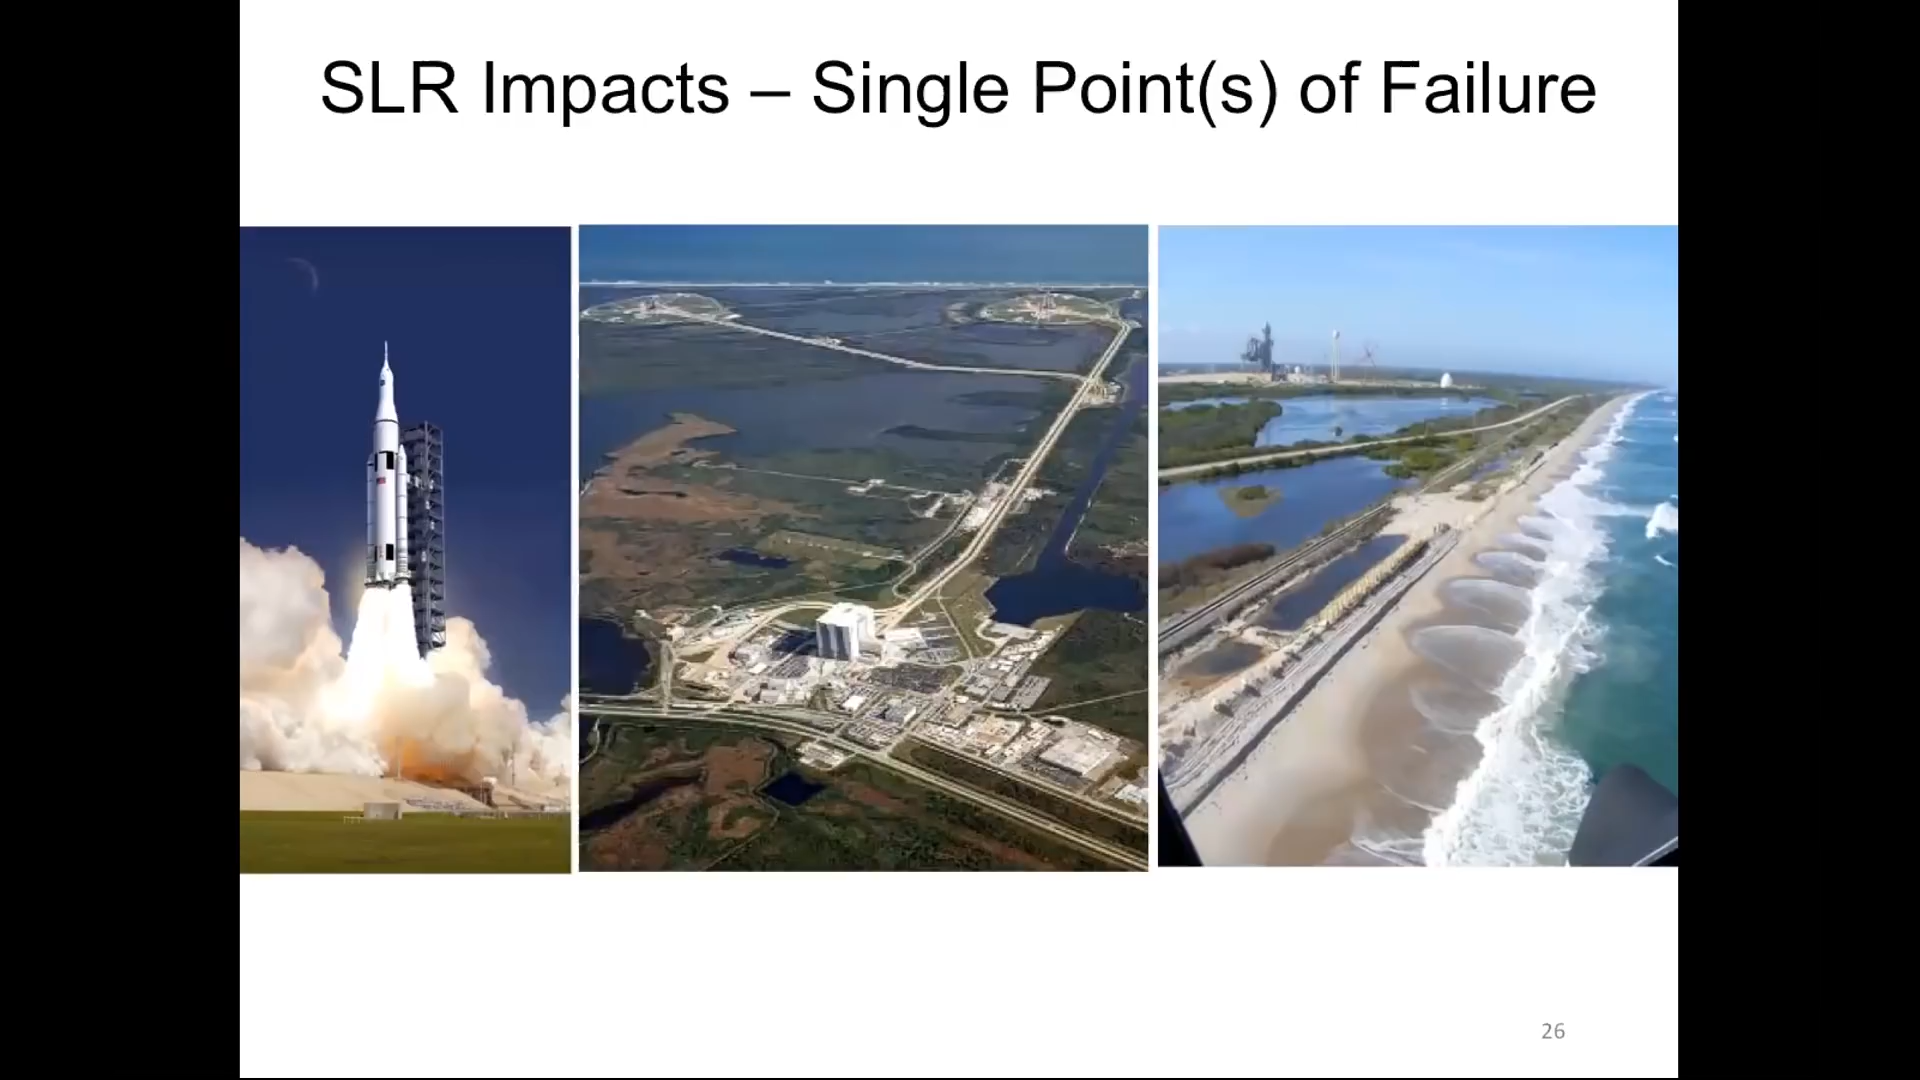 SLR Impacts – Single Point(s) of Failure
26